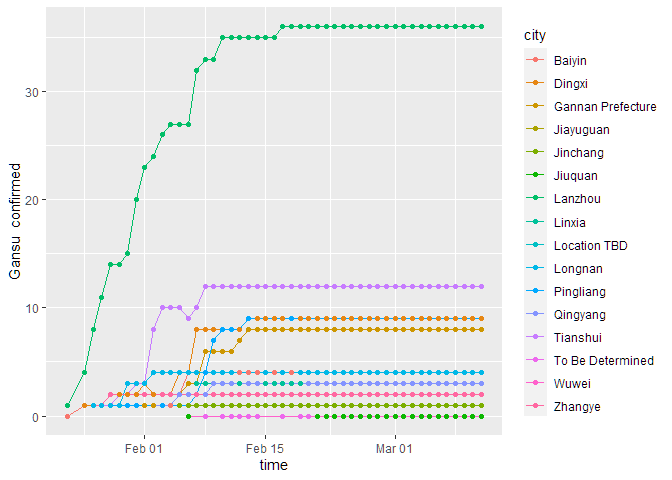 city
Baiyin
Dingxi
Gannan Prefecture
Jiayuguan
Jinchang
Jiuquan
Lanzhou
Linxia
Location TBD
Longnan
Pingliang
Qingyang
Tianshui
To Be Determined
Wuwei
Zhangye
Gansu confirmed
30
20
10
0
Feb 01 Feb 15 Mar 01
time